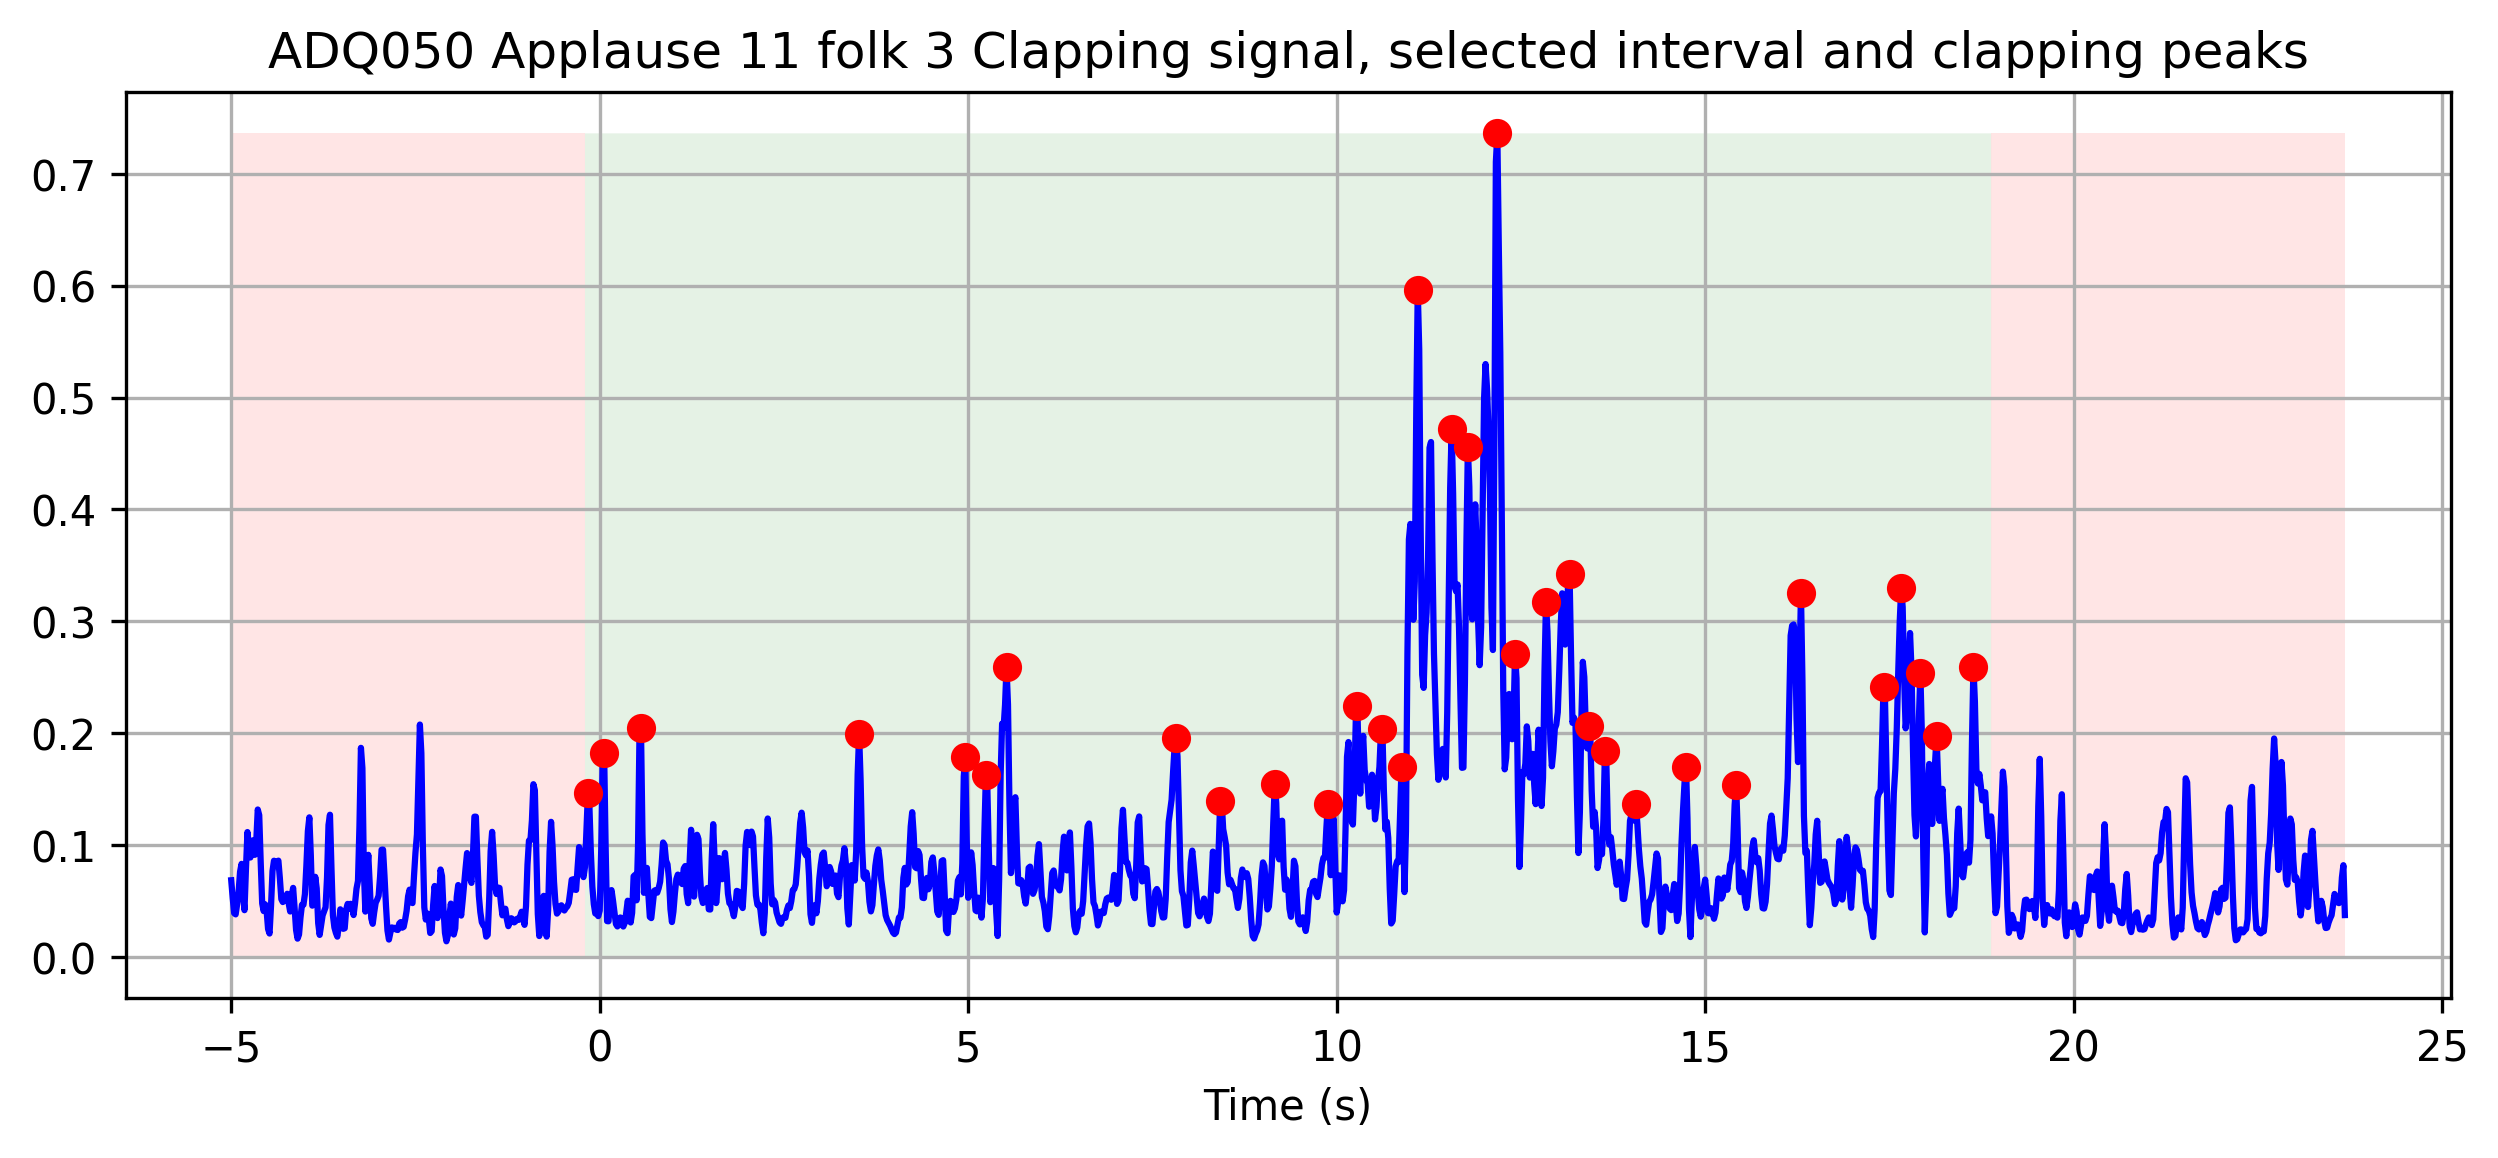 ADQ050 Applause 11 folk 3 Clapping signal, selected interval and clapping peaks
0.7
0.6
0.5
0.4
0.3
0.2
0.1
0.0
−5 0 5 10 15 20 25
Time (s)